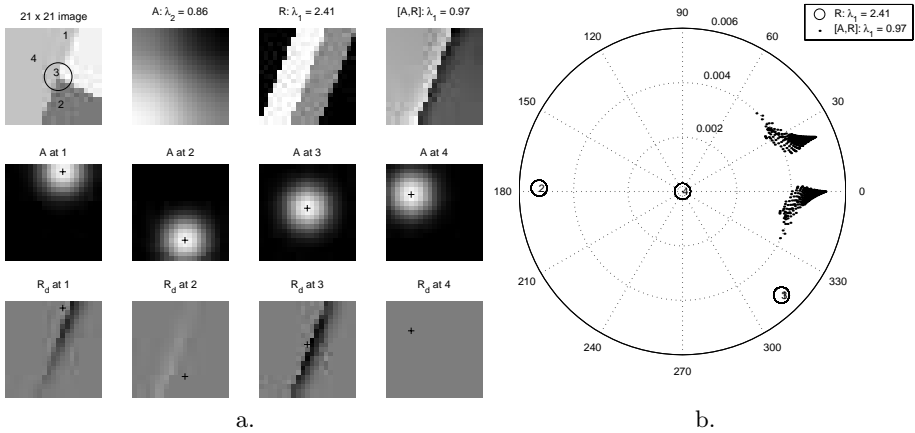 21 x 21 image
A: λ2 = 0.86
R: λ1 = 2.41
[A,R]: λ1 = 0.97
1
4
3
2
A at 1
A at 2
A at 3
A at 4
Rd at 1
Rd at 2
Rd at 3
Rd at 4
a.
R: λ1 = 2.41
[A,R]: λ1 = 0.97
90
0.006
120
60
0.004
150
30
0.002
180
2
4
0
210
330
240
300
270
b.